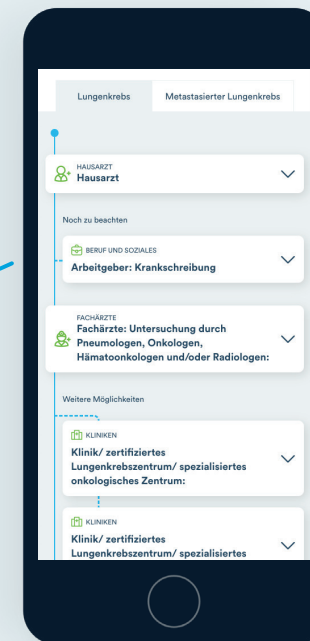 Lungenkrebs
Metastasierter Lungenkrebs
HAUSARZT
Hausarzt
Noch zu beachten
BERUF UND SOZIALES
Arbeitgeber: Krankschreibung
FACHÄRZTE
Fachärzte: Untersuchung durch
Pneumologen, Onkologen,
Hämatoonkologen und/oder Radiologen:
Weitere Möglichkeiten
KLINIKEN
Klinik/ zertifiziertes
Lungenkrebszentrum/ spezialisiertes
onkologisches Zentrum:
KLINIKEN
Klinik/ zertifiziertes
Lungenkrebszentrum/ spezialisiertes